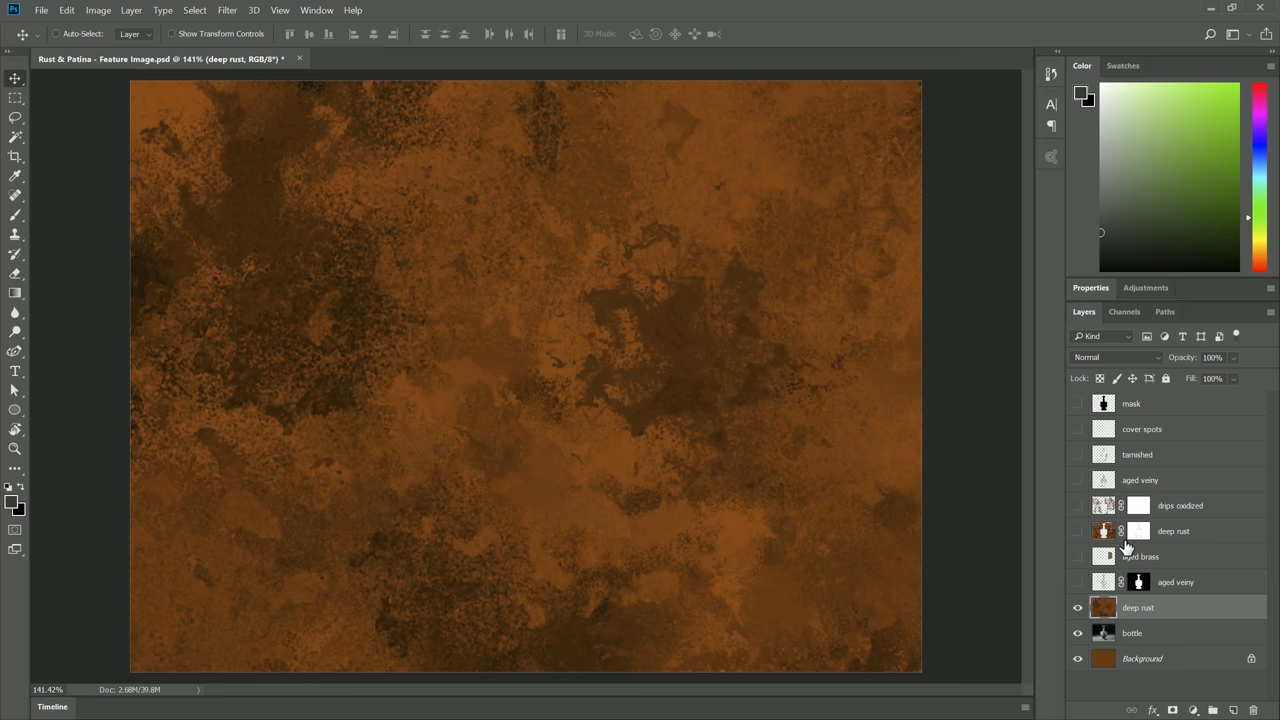 Ps File Edit Image Layer Type Select Filter 3D View Window Help
Auto-Select: Layer Show Transform Controls 3D Mode:
Rust & Patina - Feature Image.psd @ 141% (deep rust, RGB/8*) * ×
Color Swatches
Properties Adjustments
Layers Channels Paths
Kind
Normal Opacity: 100%
Lock: Fill: 100%
mask
cover spots
tarnished
aged veiny
drips oxidized
deep rust
aged brass
aged veiny
deep rust
bottle
Background
141.42% Doc: 2.68M/39.8M
Timeline